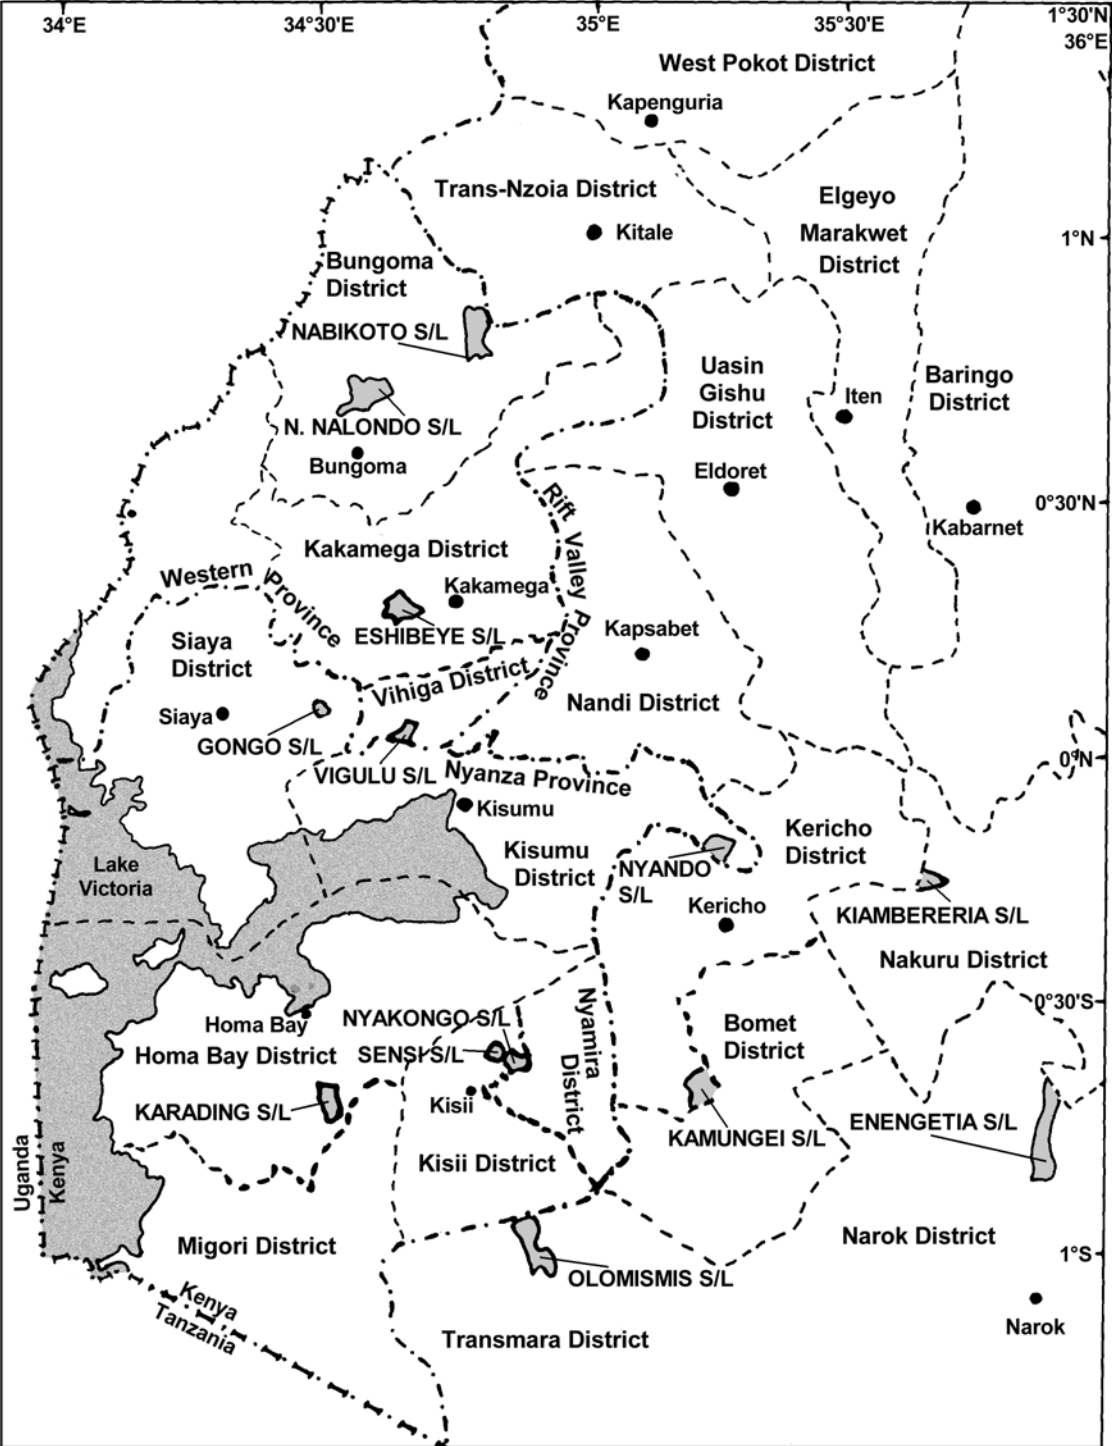 34°E
34°30'E
35°E
35°30'E
1°30'N
36°E
West Pokot District
Kapenguria
Trans-Nzoia District
Kitale
Elgeyo
Marakwet
District
1°N
Bungoma
District
NABIKOTO S/L
Uasin
Gishu
District
Iten
Baringo
District
N. NALONDO S/L
Bungoma
Eldoret
0°30'N
Kabarnet
Rift Valley Province
Kakamega District
Western Province
Kakamega
ESHIBEYE S/L
Siaya
District
Kapsabet
Vihiga District
Nandi District
Siaya
GONGO S/L
VIGULU S/L
Nyanza Province
0°N
Kisumu
Lake
Victoria
Kisumu
District
Kericho
District
NYANDO
S/L
Kericho
KIAMBERERIA S/L
Nakuru District
0°30'S
Homa Bay
NYAKONGO S/L
Nyamira
District
Bomet
District
Homa Bay District
SENSI S/L
Kisii
KARADING S/L
ENENGETIA S/L
KAMUNGEI S/L
Uganda
Kenya
Kisii District
Migori District
Narok District
1°S
OLOMISMIS S/L
Kenya
Tanzania
Narok
Transmara District